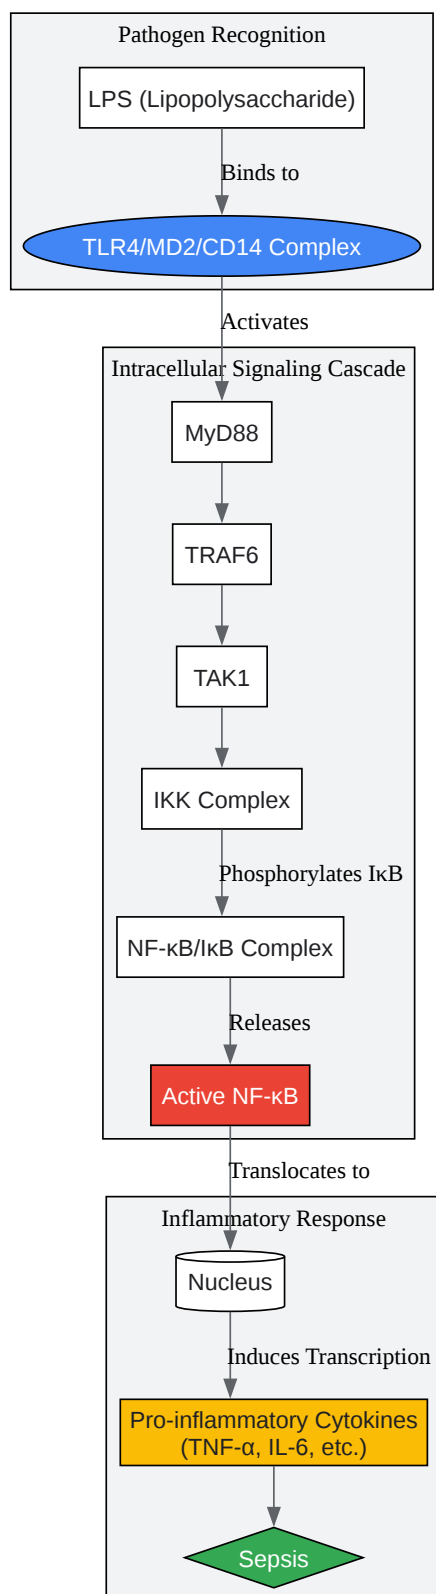 Pathogen Recognition
LPS (Lipopolysaccharide)
Binds to
TLR4/MD2/CD14 Complex
Activates
Intracellular Signaling Cascade
MyD88
TRAF6
TAK1
IKK Complex
Phosphorylates IκB
NF-κB/IκB Complex
Releases
Active NF-κB
Translocates to
Inflammatory Response
Nucleus
Induces Transcription
Pro-inflammatory Cytokines
(TNF-α, IL-6, etc.)
Sepsis